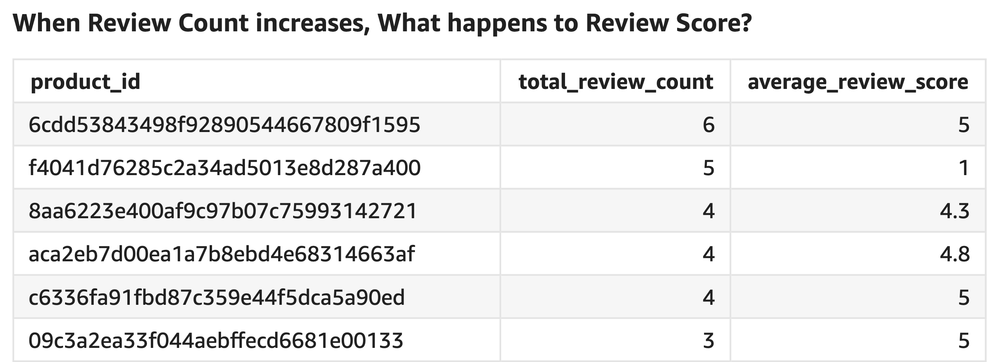 When Review Count increases, What happens to Review Score?
product_id total_review_count average_review_score
6cdd53843498f92890544667809f1595 6 5
f4041d76285c2a34ad5013e8d287a400 5 1
8aa6223e400af9c97b07c75993142721 4 4.3
aca2eb7d00ea1a7b8ebd4e68314663af 4 4.8
c6336fa91fbd87c359e44f5dca5a90ed 4 5
09c3a2ea33f044aebffecd6681e00133 3 5